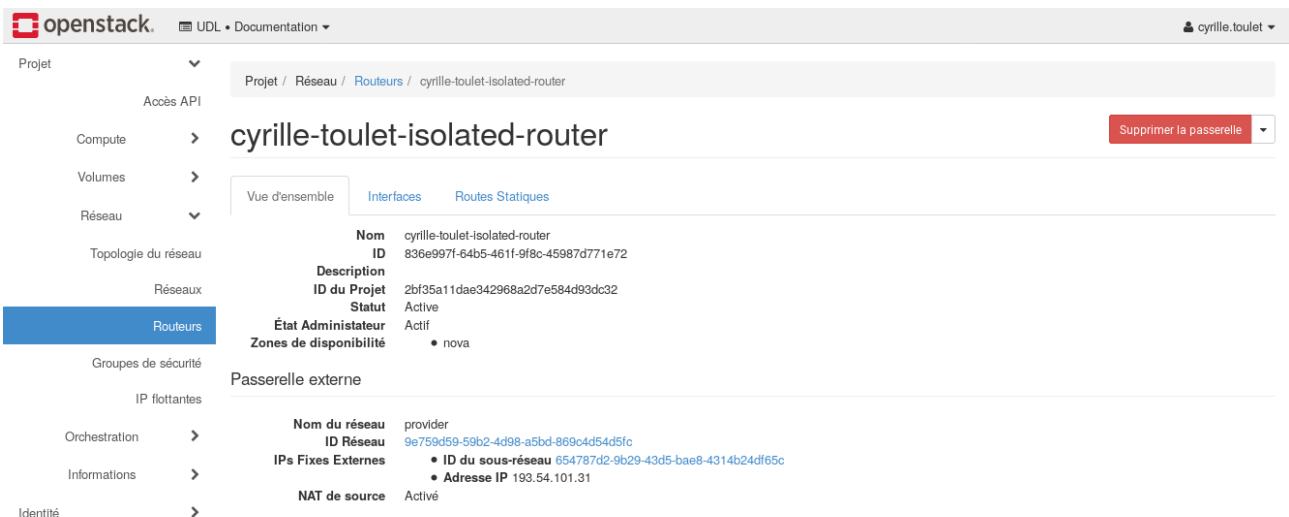 openstack. UDL • Documentation cyrille.toulet
Projet
Accès API
Compute
Volumes
Réseau
Topologie du réseau
Réseaux
Routeurs
Groupes de sécurité
IP flottantes
Orchestration
Informations
Identité
Projet / Réseau / Routeurs / cyrille-toulet-isolated-router
cyrille-toulet-isolated-router
Supprimer la passerelle
Vue d'ensemble Interfaces Routes Statiques
Nom cyrille-toulet-isolated-router
ID 836e997f-64b5-461f-9f8c-45987d771e72
Description
ID du Projet 2bf35a11dae342968a2d7e584d93dc32
Statut Active
État Administateur Actif
Zones de disponibilité • nova
Passerelle externe
Nom du réseau provider
ID Réseau 9e759d59-59b2-4d98-a5bd-869c4d54d5fc
IPs Fixes Externes • ID du sous-réseau 654787d2-9b29-43d5-bae8-4314b24df65c
• Adresse IP 193.54.101.31
NAT de source Activé